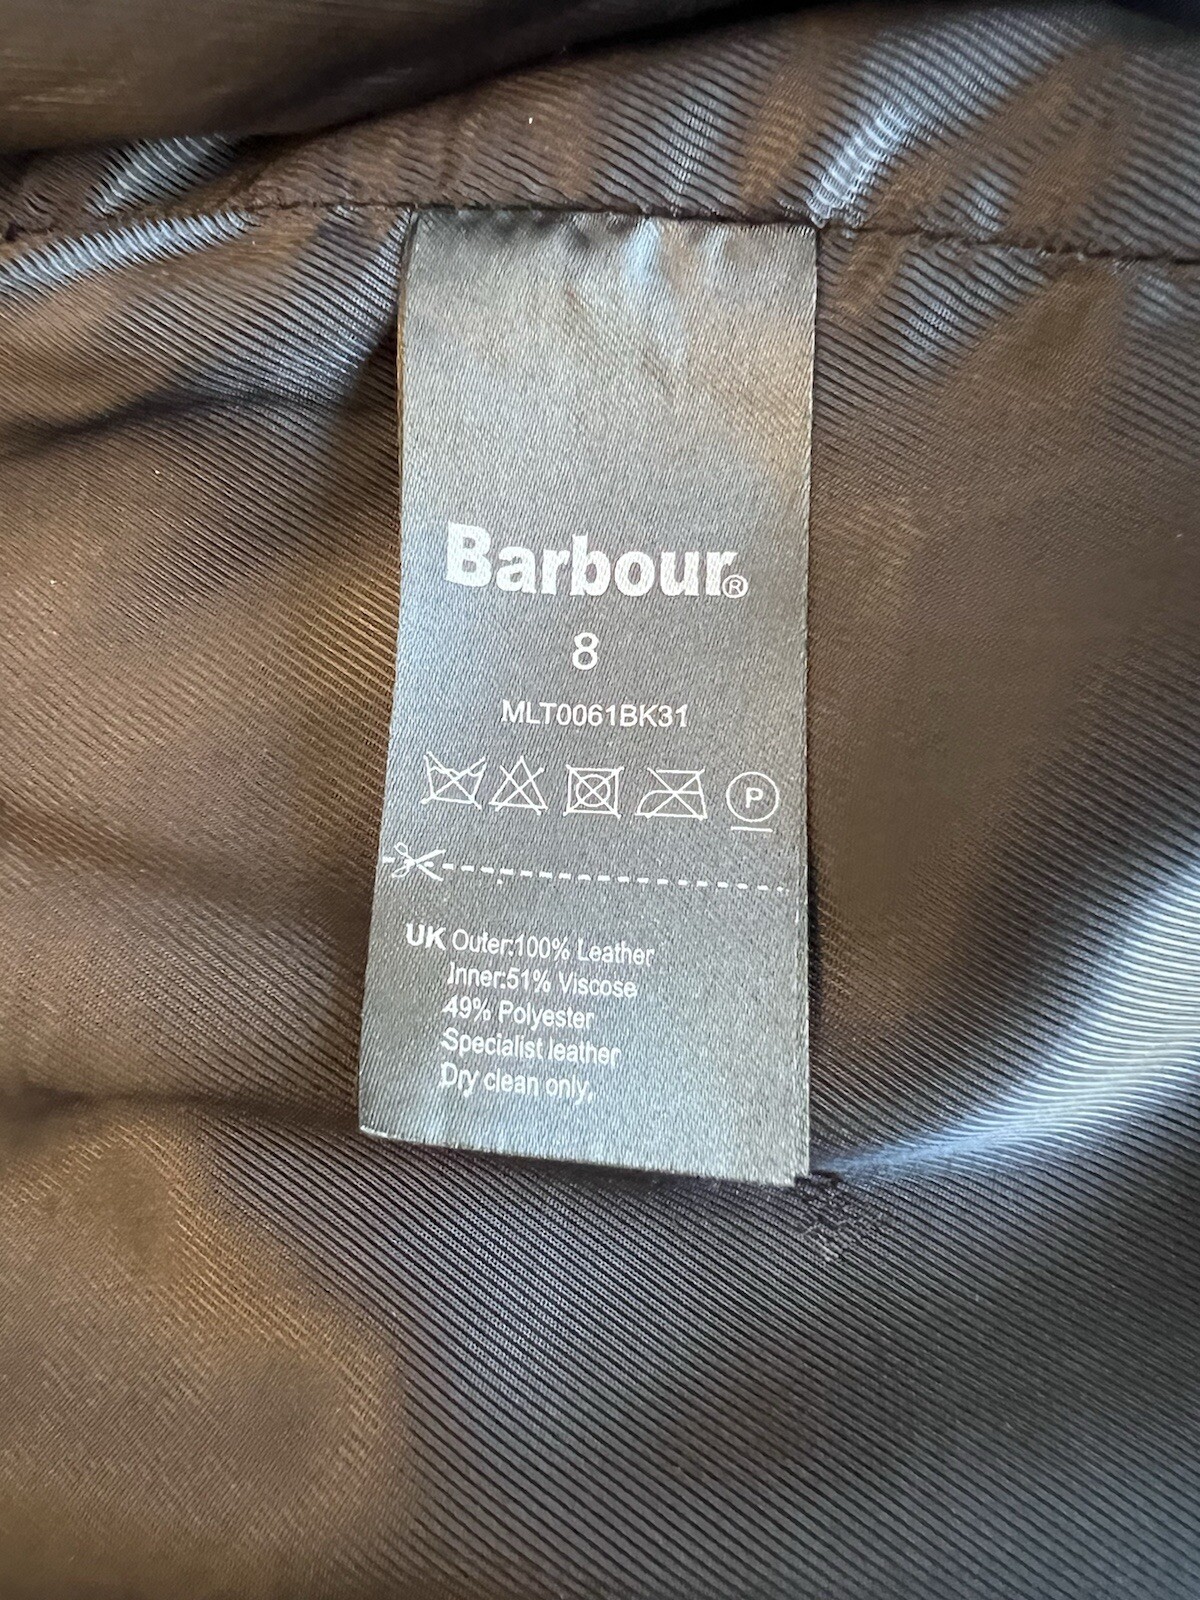 Barbour®
8
MLT0061BK31
P
UK Outer:100% Leather
Inner:51% Viscose
49% Polyester
Specialist leather
Dry clean only,